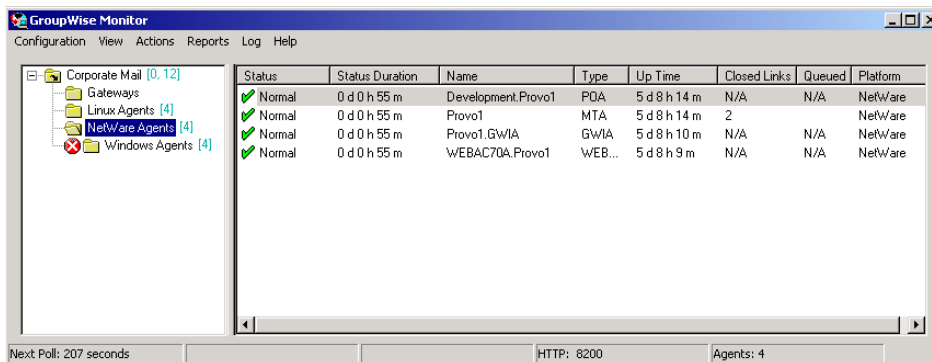 GroupWise Monitor
Configuration View Actions Reports Log Help
Corporate Mail [0, 12]
Gateways
Linux Agents [4]
NetWare Agents [4]
Windows Agents [4]
Status Status Duration Name Type Up Time Closed Links Queued Platform
Normal 0 d 0 h 55 m Development.Provo1 POA 5 d 8 h 14 m N/A N/A NetWare
Normal 0 d 0 h 55 m Provo1 MTA 5 d 8 h 14 m 2 NetWare
Normal 0 d 0 h 55 m Provo1.GWIA GWIA 5 d 8 h 10 m N/A N/A NetWare
Normal 0 d 0 h 55 m WEBAC70A.Provo1 WEB... 5 d 8 h 9 m N/A N/A NetWare
Next Poll: 207 seconds HTTP: 8200 Agents: 4